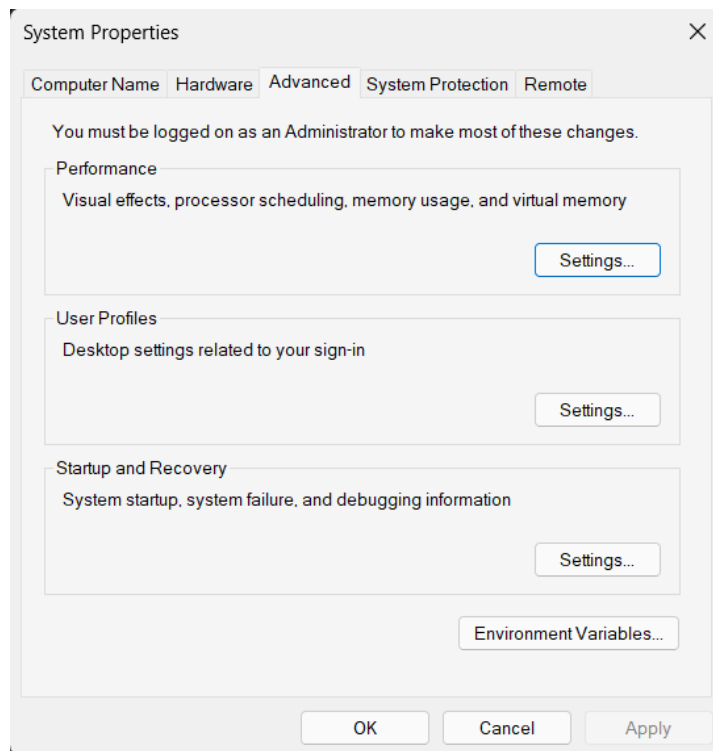 System Properties
Computer Name Hardware Advanced System Protection Remote
You must be logged on as an Administrator to make most of these changes.
Performance
Visual effects, processor scheduling, memory usage, and virtual memory
Settings...
User Profiles
Desktop settings related to your sign-in
Settings...
Startup and Recovery
System startup, system failure, and debugging information
Settings...
Environment Variables...
OK Cancel Apply